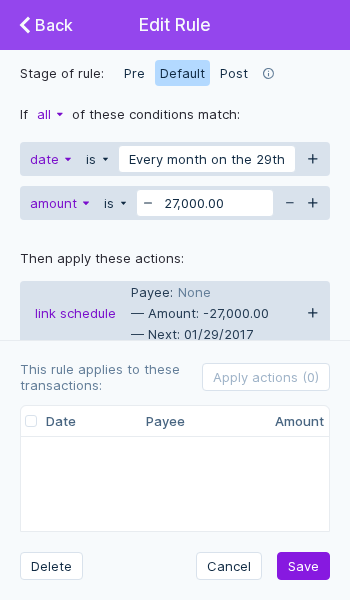 Back Edit Rule
Stage of rule: Pre Default Post
If all of these conditions match:
date is Every month on the 29th +
amount is − 27,000.00 − +
Then apply these actions:
Payee: None
link schedule — Amount: -27,000.00 +
— Next: 01/29/2017
This rule applies to these
transactions:
Apply actions (0)
Date Payee Amount
Delete Cancel Save